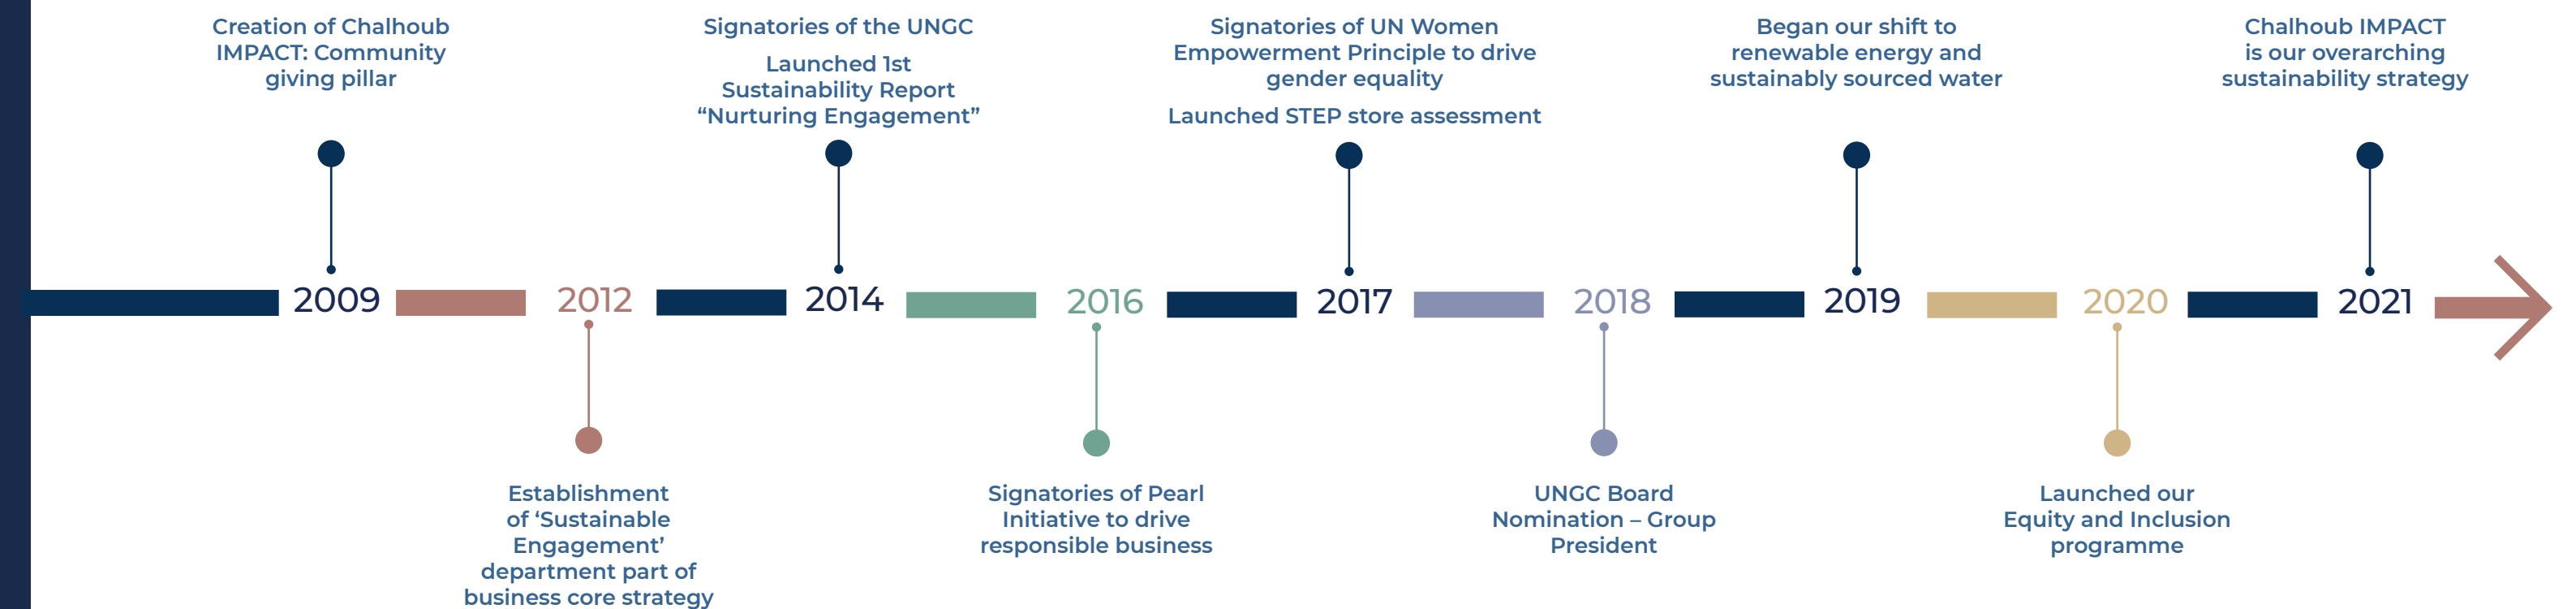 Creation of Chalhoub
IMPACT: Community
giving pillar
Signatories of the UNGC
Launched 1st
Sustainability Report
“Nurturing Engagement”
Signatories of UN Women
Empowerment Principle to drive
gender equality
Launched STEP store assessment
Began our shift to
renewable energy and
sustainably sourced water
Chalhoub IMPACT
is our overarching
sustainability strategy
2009
2012
2014
2016
2017
2018
2019
2020
2021
Establishment
of ‘Sustainable
Engagement’
department part of
business core strategy
Signatories of Pearl
Initiative to drive
responsible business
UNGC Board
Nomination – Group
President
Launched our
Equity and Inclusion
programme